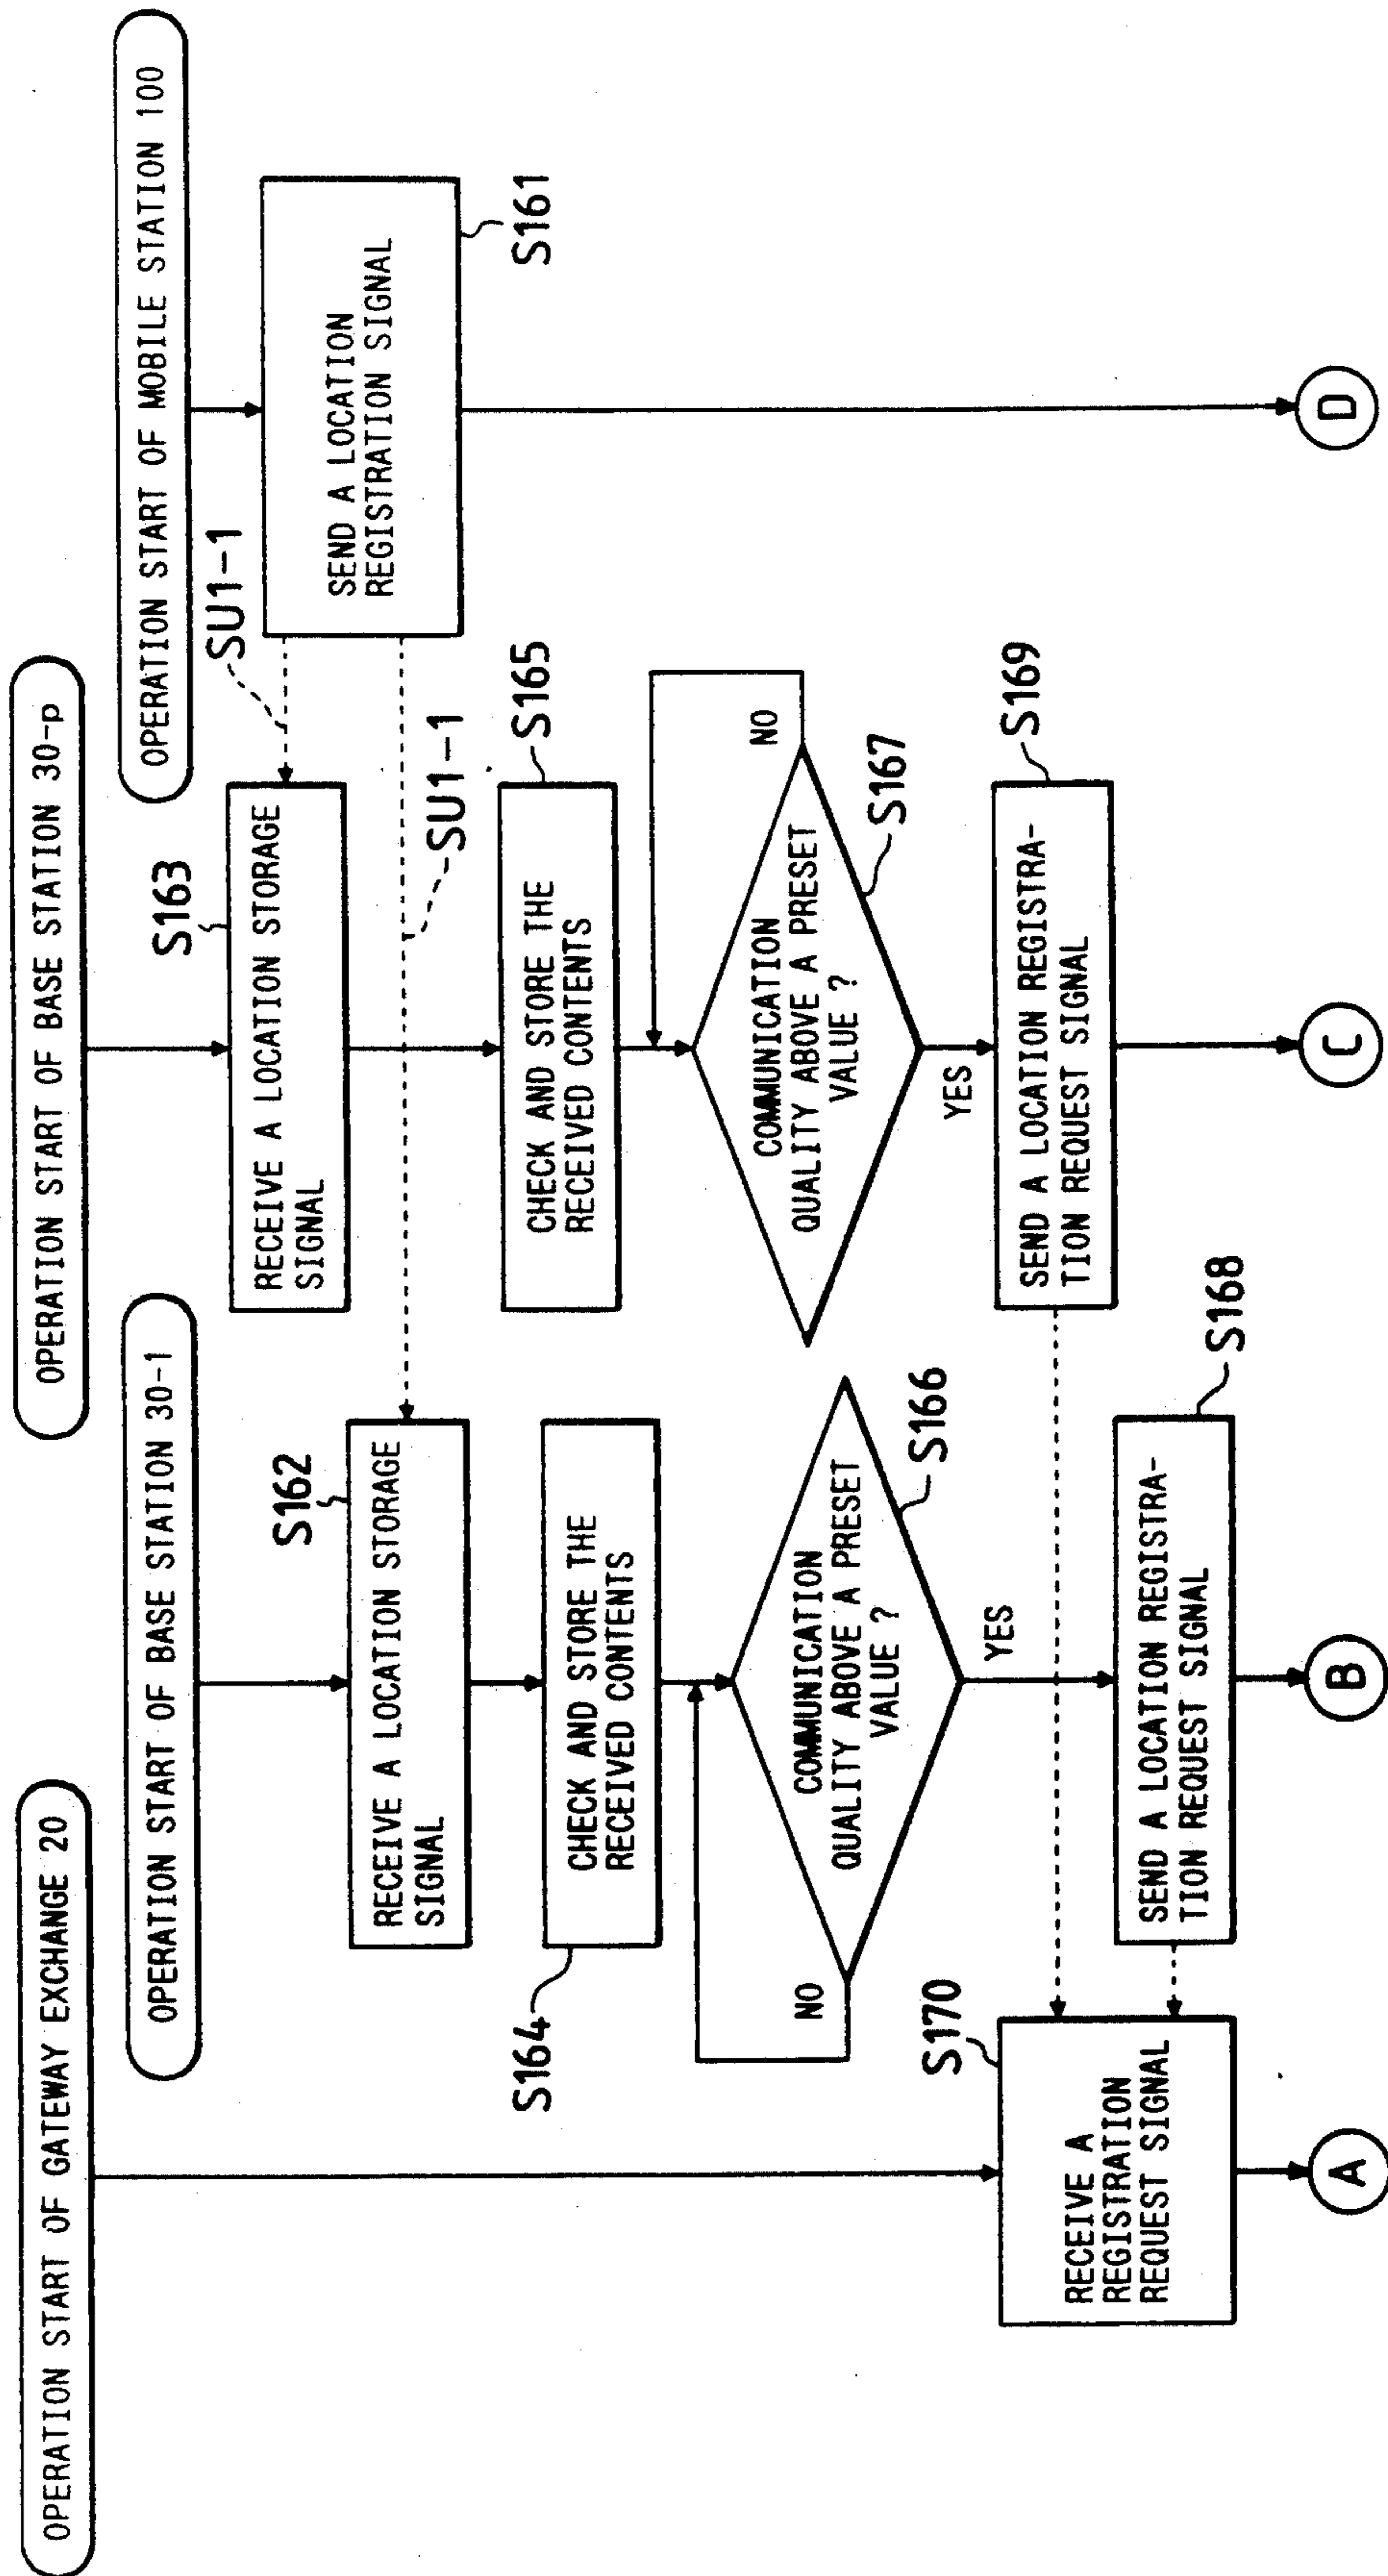 OPERATION START OF GATEWAY EXCHANGE 20
OPERATION START OF BASE STATION 30-1
OPERATION START OF BASE STATION 30-p
OPERATION START OF MOBILE STATION 100
SEND A LOCATION
REGISTRATION SIGNAL
S161
SU1-1
SU1-1
S163
RECEIVE A LOCATION STORAGE
SIGNAL
S162
RECEIVE A LOCATION STORAGE
SIGNAL
S165
CHECK AND STORE THE
RECEIVED CONTENTS
S164
CHECK AND STORE THE
RECEIVED CONTENTS
COMMUNICATION
QUALITY ABOVE A PRESET
VALUE ?
S167
NO
YES
COMMUNICATION
QUALITY ABOVE A PRESET
VALUE ?
S166
NO
YES
SEND A LOCATION REGISTRA-
TION REQUEST SIGNAL
S169
SEND A LOCATION REGISTRA-
TION REQUEST SIGNAL
S168
S170
RECEIVE A
REGISTRATION
REQUEST SIGNAL
A
B
C
D